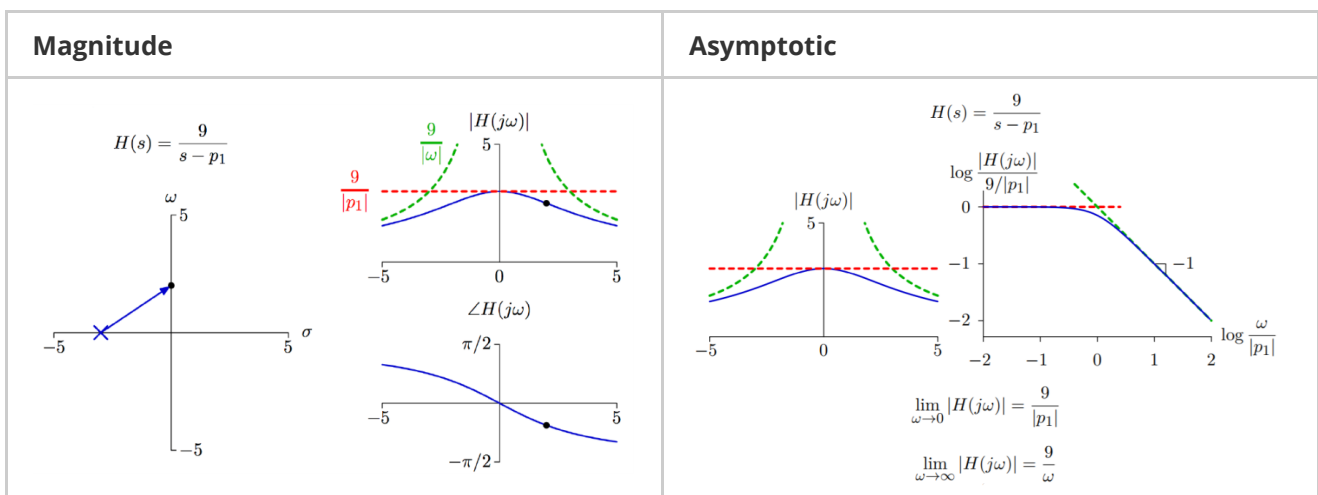 Magnitude
H(s) = 9 / (s − p₁)
ω
5
−5
5
σ
−5
9/|ω|
|H(jω)|
5
9/|p₁|
−5
0
5
∠H(jω)
π/2
−5
5
−π/2
Asymptotic
H(s) = 9 / (s − p₁)
|H(jω)|
5
−5
0
5
log |H(jω)| / (9/|p₁|)
0
−1
−1
−2
log ω/|p₁|
−2
−1
0
1
2
lim ω→0 |H(jω)| = 9/|p₁|
lim ω→∞ |H(jω)| = 9/ω